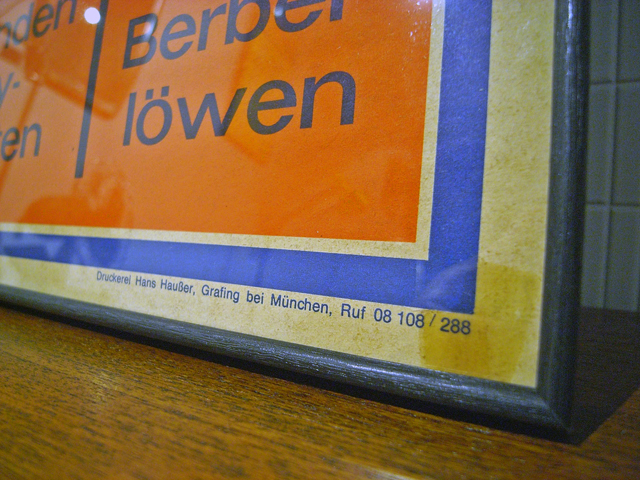 Berber
löwen
Druckerei Hans Haußer, Grafing bei München, Ruf 08 108 / 288